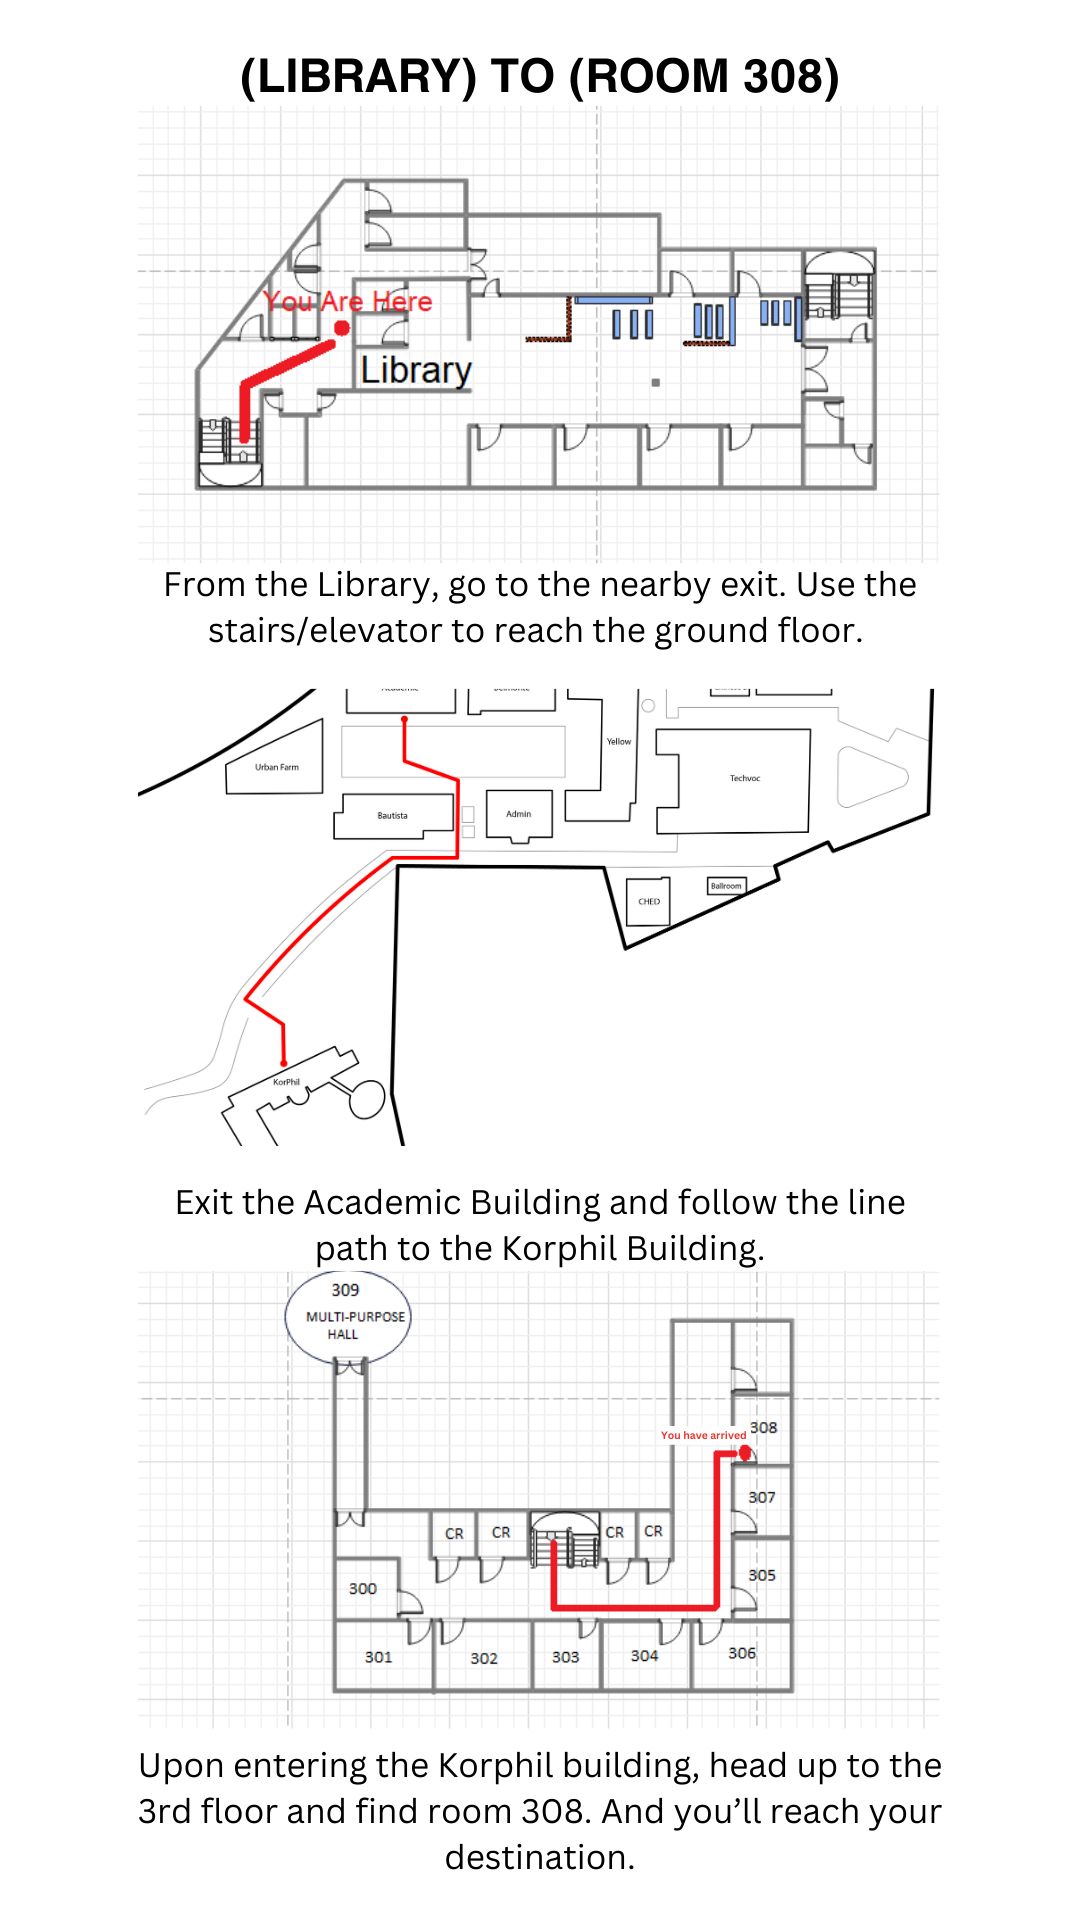 (LIBRARY) TO (ROOM 308)
You Are Here
Library
From the Library, go to the nearby exit. Use the
stairs/elevator to reach the ground floor.
Academic
Yellow
Urban Farm
Techvoc
Bautista
Admin
CHED
Ballroom
KorPhil
Exit the Academic Building and follow the line
path to the Korphil Building.
309
MULTI-PURPOSE
HALL
308
You have arrived
307
CR
CR
CR
CR
305
300
301
302
303
304
306
Upon entering the Korphil building, head up to the
3rd floor and find room 308. And you’ll reach your
destination.